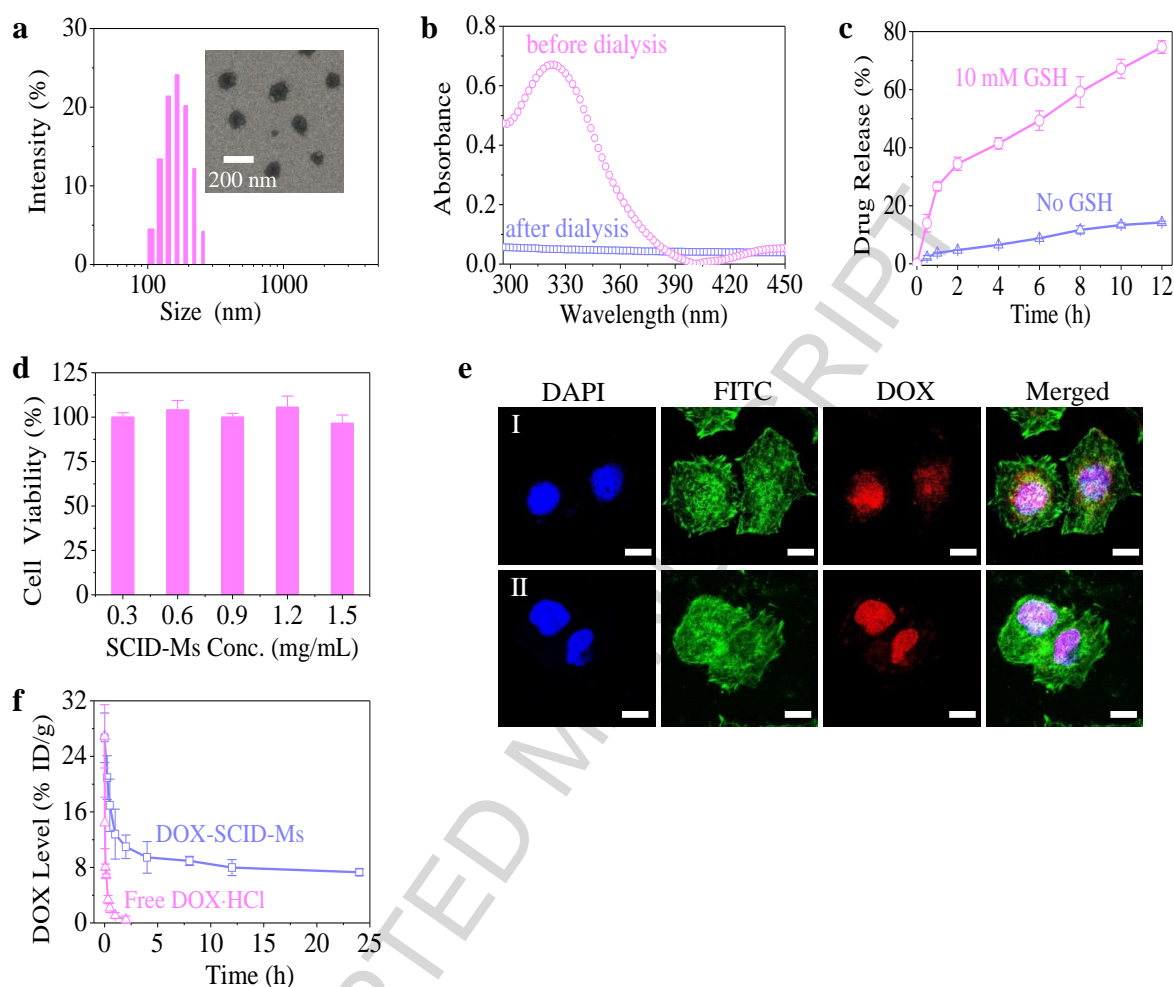 a
30
20
10
0
Intensity (%)
100
1000
Size (nm)
200 nm
b
0.8
0.6
0.4
0.2
0.0
Absorbance
before dialysis
after dialysis
300
330
360
390
420
450
Wavelength (nm)
c
80
60
40
20
0
Drug Release (%)
10 mM GSH
No GSH
0
2
4
6
8
10
12
Time (h)
d
125
100
75
50
25
0
Cell Viability (%)
0.3
0.6
0.9
1.2
1.5
SCID-Ms Conc. (mg/mL)
e
DAPI
FITC
DOX
Merged
I
II
f
32
24
16
8
0
DOX Level (% ID/g)
DOX-SCID-Ms
Free DOX·HCl
0
5
10
15
20
25
Time (h)